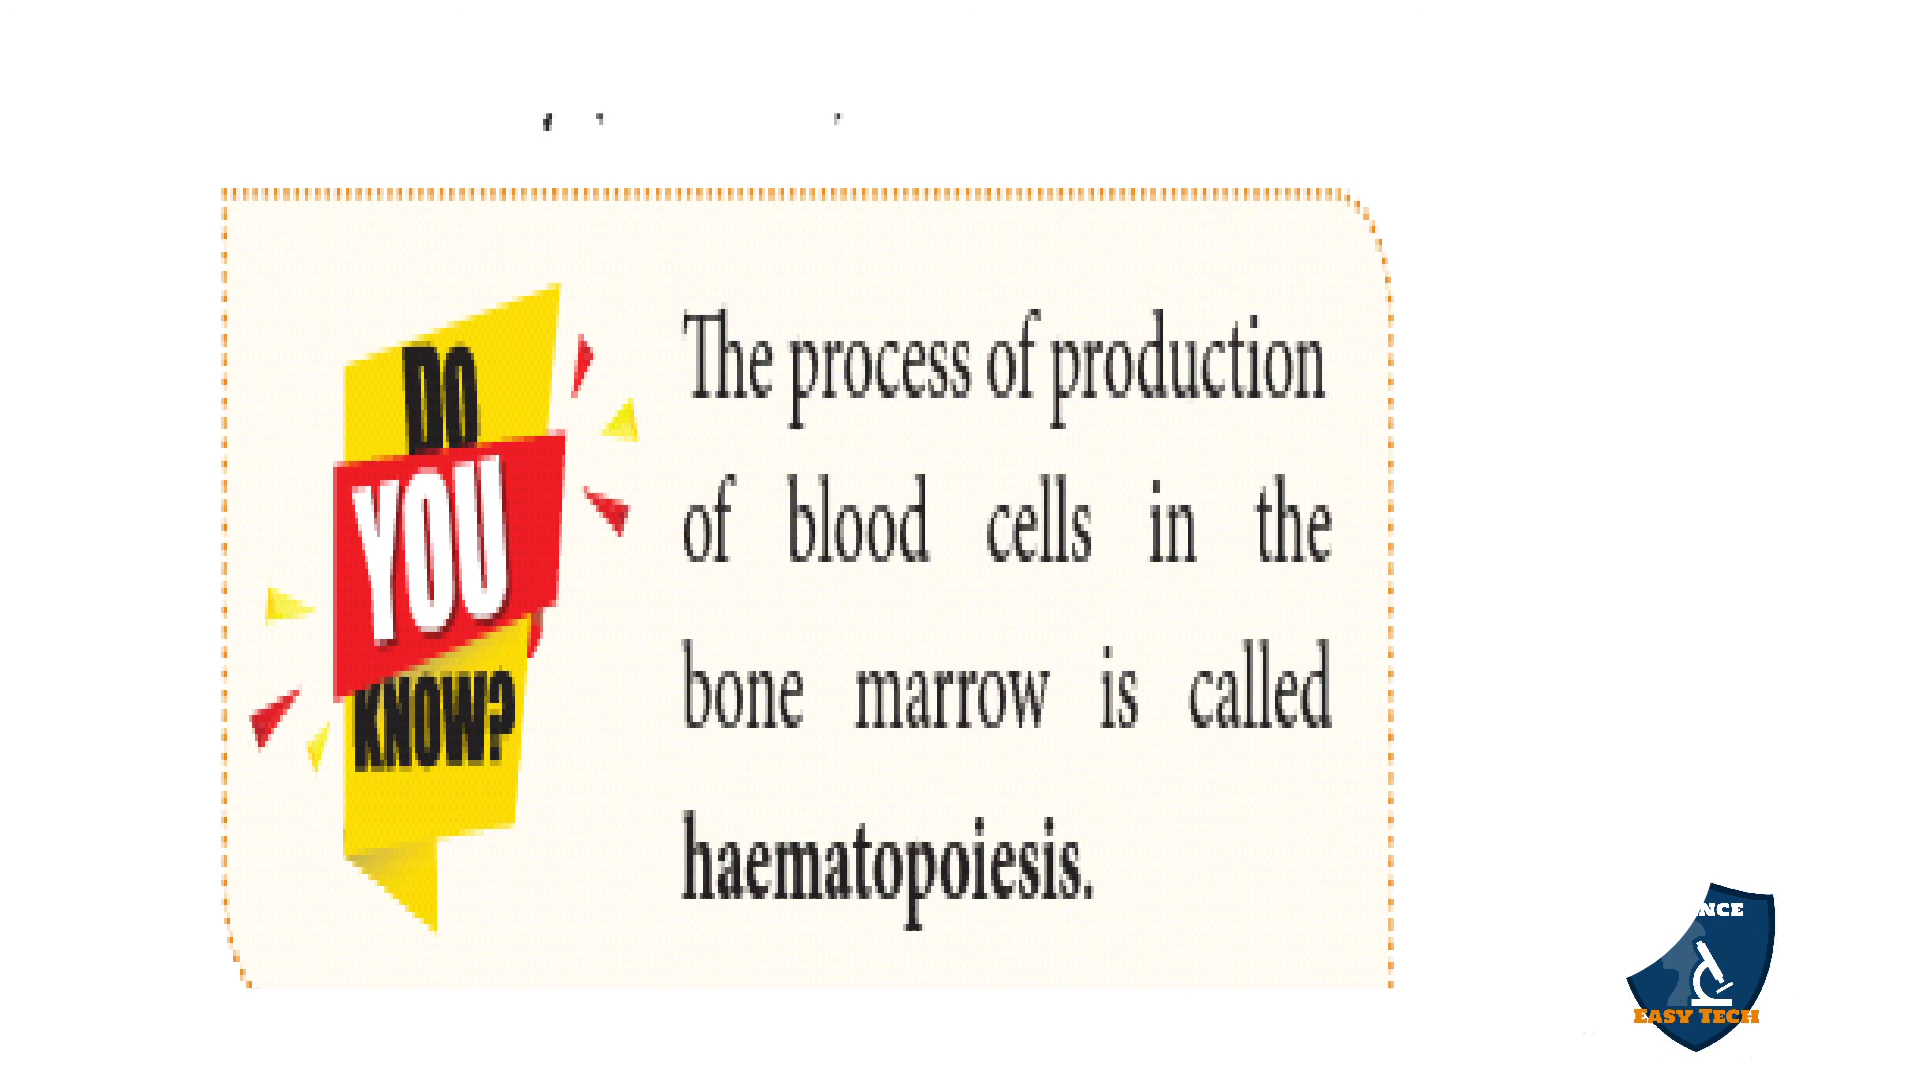 DO
YOU
KNOW?
The process of production
of blood cells in the
bone marrow is called
haematopoiesis.
NCE
EASY TECH